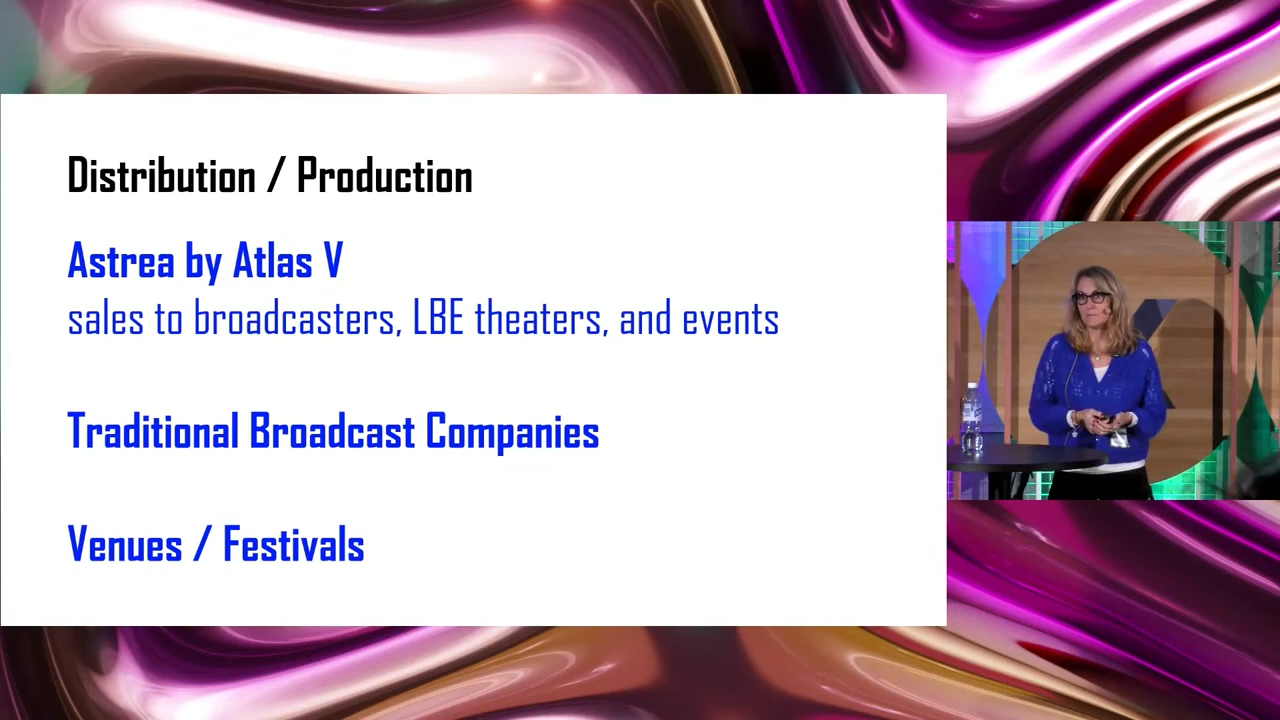 Distribution / Production
Astrea by Atlas V
sales to broadcasters, LBE theaters, and events
Traditional Broadcast Companies
Venues / Festivals